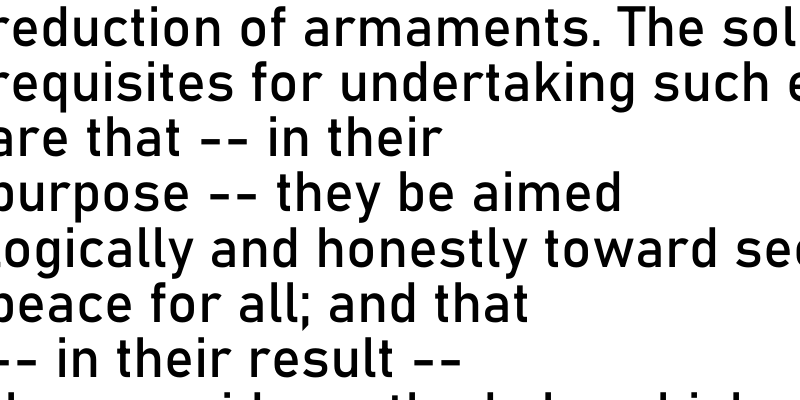 reduction of armaments. The sol
requisites for undertaking such e
are that -- in their
purpose -- they be aimed
logically and honestly toward sec
peace for all; and that
-- in their result --